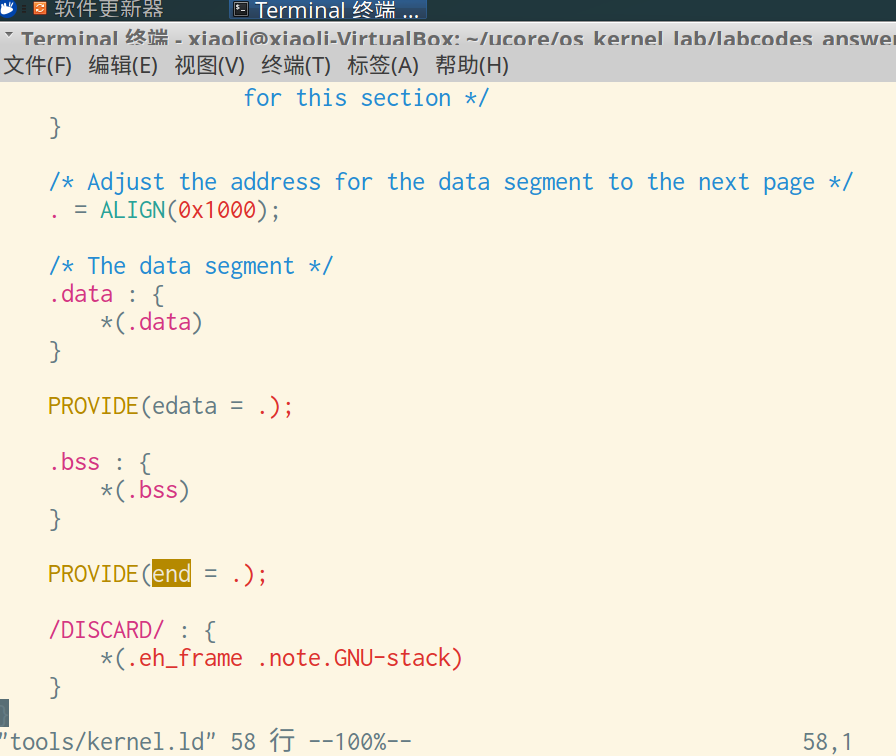 软件更新器 Terminal 终端 ...
Terminal 终端 - xiaoli@xiaoli-VirtualBox: ~/ucore/os_kernel_lab/labcodes_answer
文件(F) 编辑(E) 视图(V) 终端(T) 标签(A) 帮助(H)
for this section */
}
/* Adjust the address for the data segment to the next page */
. = ALIGN(0x1000);
/* The data segment */
.data : {
*(.data)
}
PROVIDE(edata = .);
.bss : {
*(.bss)
}
PROVIDE(end = .);
/DISCARD/ : {
*(.eh_frame .note.GNU-stack)
}
}
"tools/kernel.ld" 58 行 --100%-- 58,1